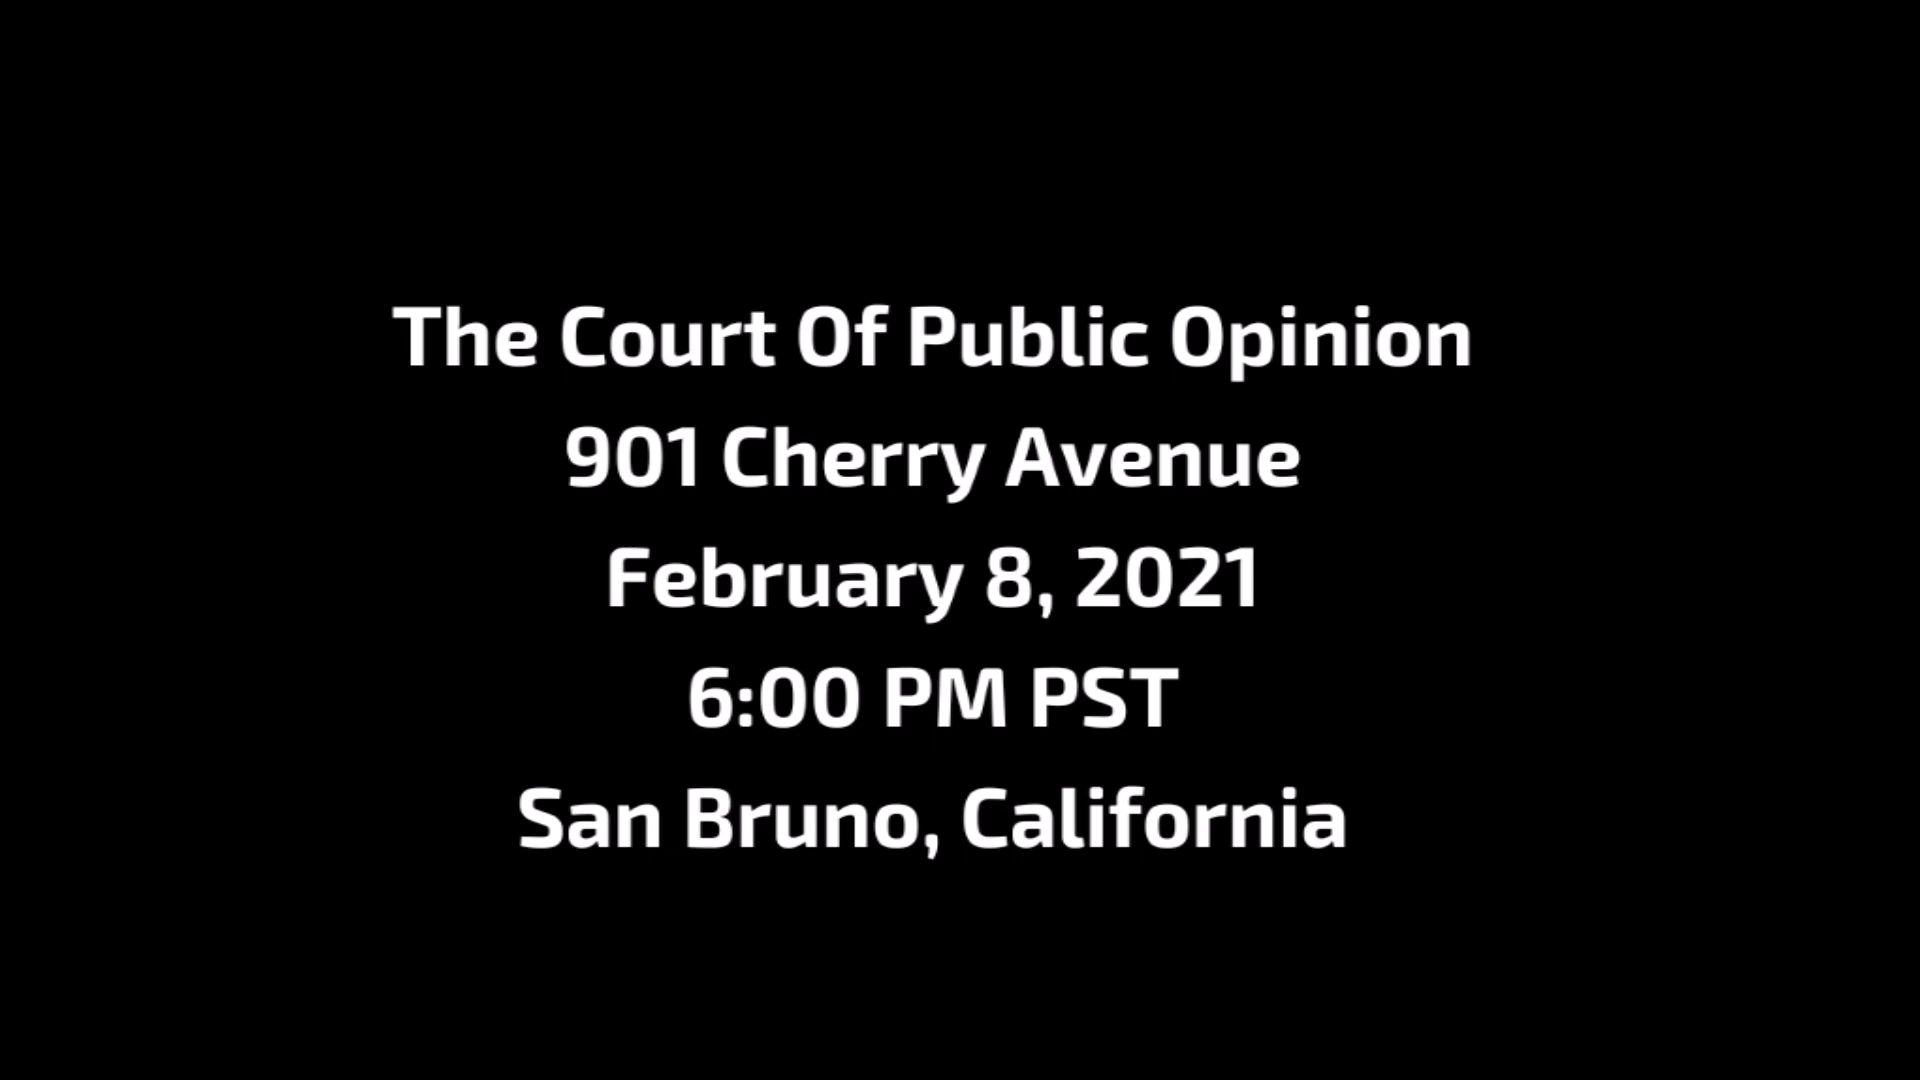 The Court Of Public Opinion
901 Cherry Avenue
February 8, 2021
6:00 PM PST
San Bruno, California